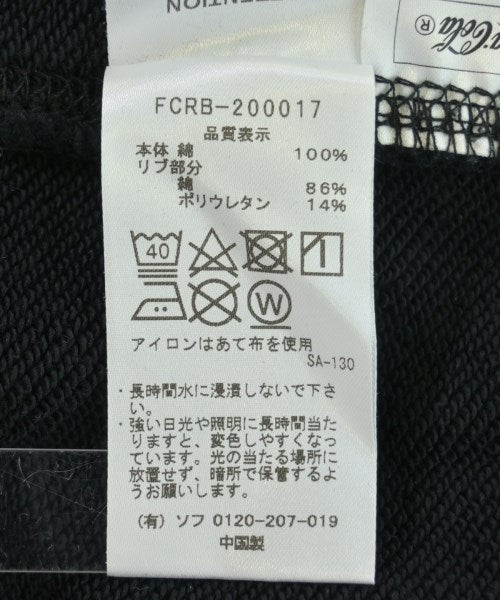 ATTENTION
Coca-Cola ®
FCRB-200017
品質表示
本体 綿 100%
リブ部分
綿 86%
ポリウレタン 14%
40
W
アイロンはあて布を使用
SA-130
・長時間水に浸漬しないで下さ
い。
・強い日光や照明に長時間当た
りますと、変色しやすくなっ
ています。光の当たる場所に
放置せず、暗所で保管するよ
うお願いします。
(有) ソフ 0120-207-019
中国製